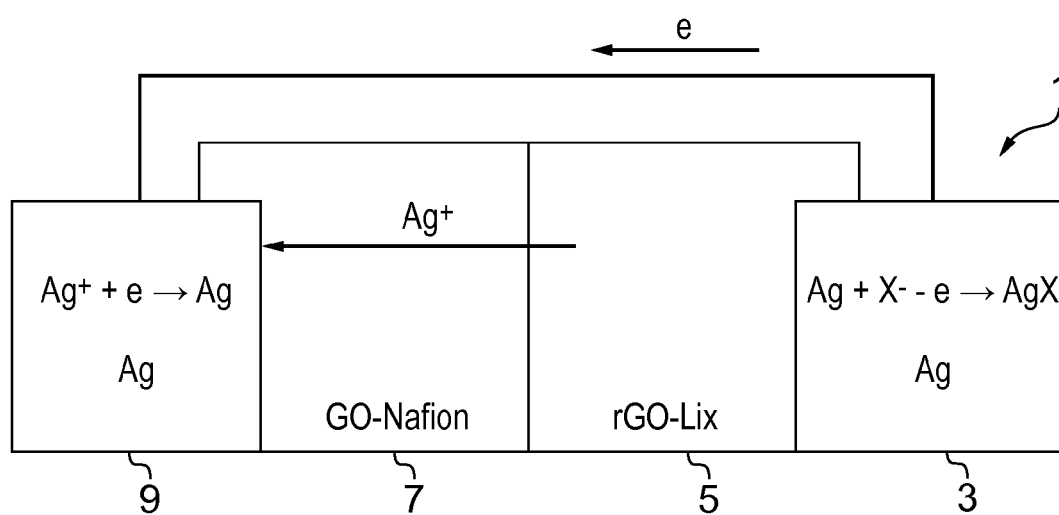 e
1
Ag⁺
Ag⁺ + e → Ag
Ag + X⁻ - e → AgX
Ag
Ag
GO-Nafion
rGO-Lix
9
7
5
3